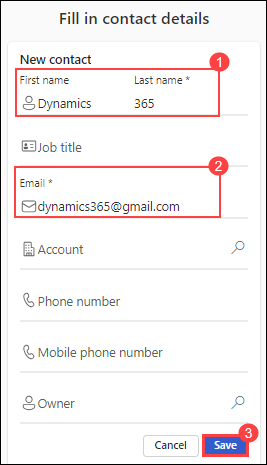 Fill in contact details
New contact
1
First name Last name *
Dynamics 365
Job title
2
Email *
dynamics365@gmail.com
Account
Phone number
Mobile phone number
Owner
3
Cancel Save